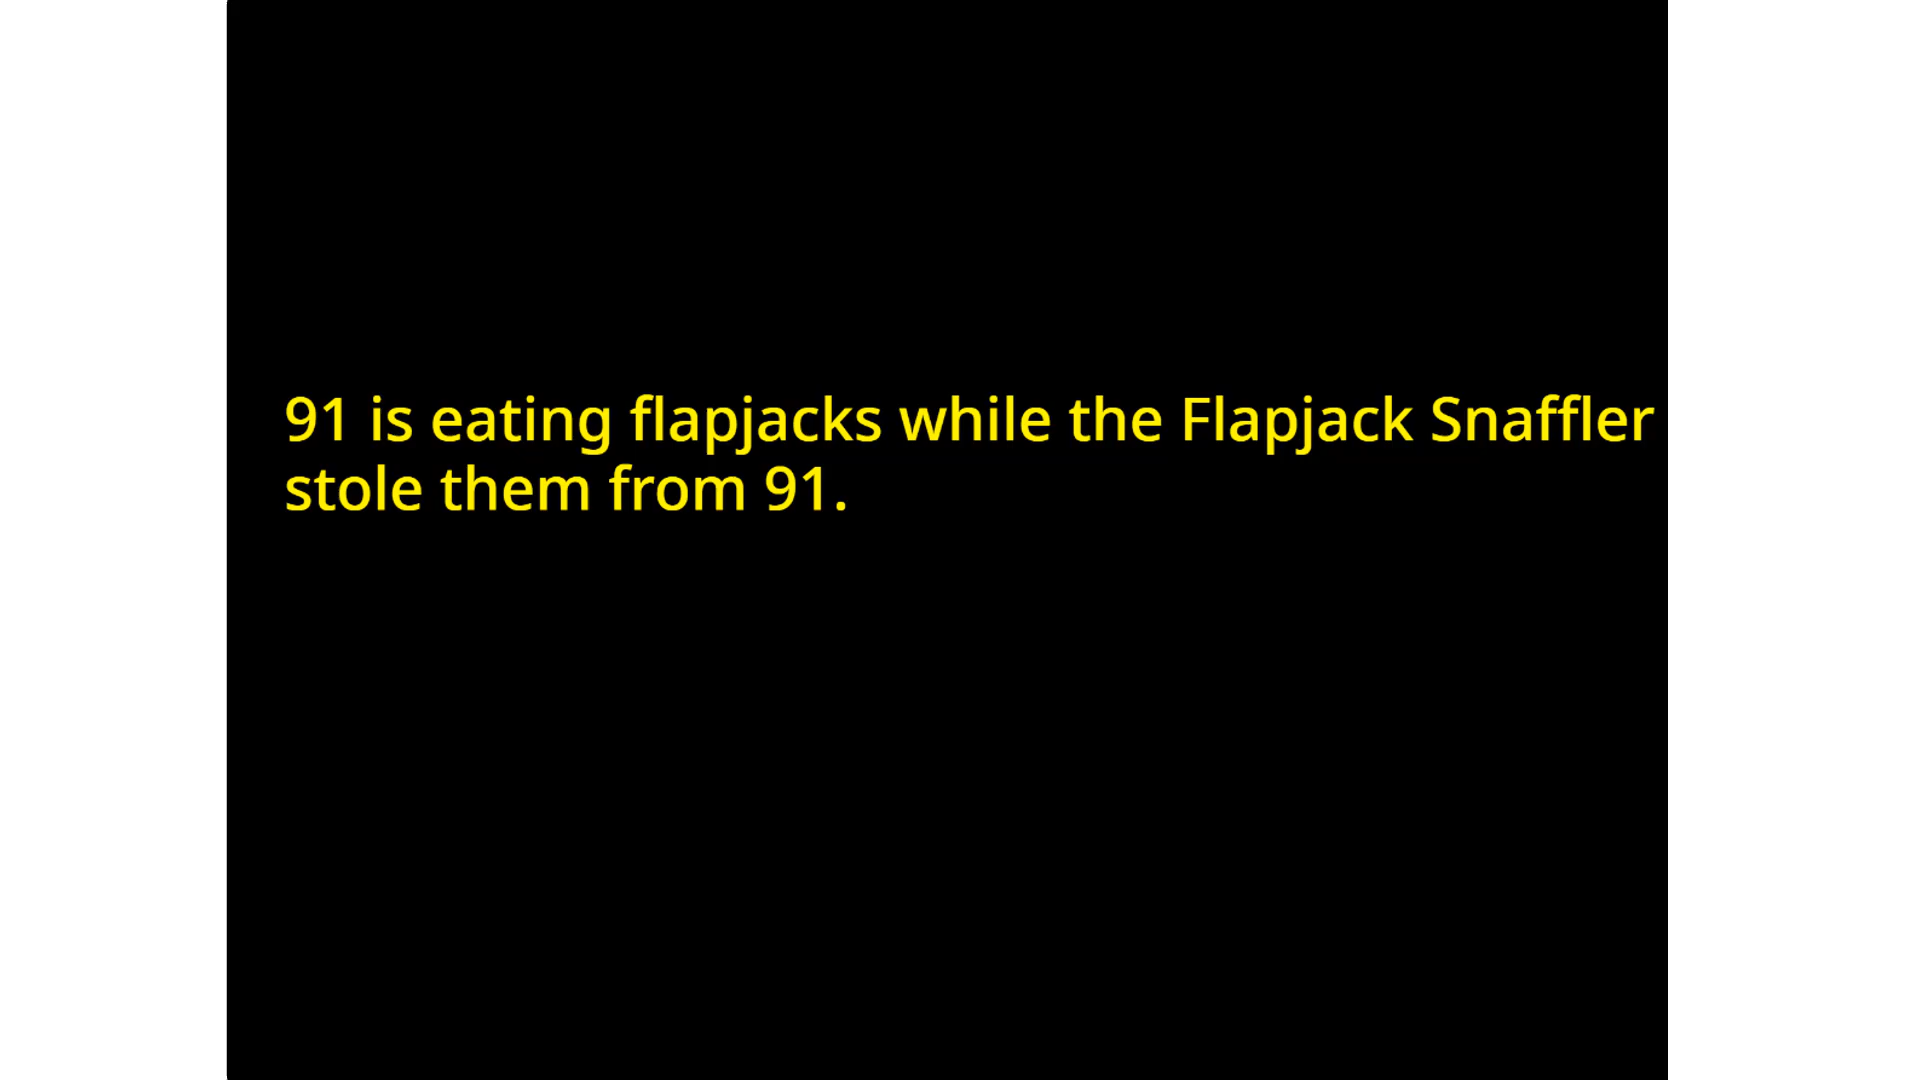 91 is eating flapjacks while the Flapjack Snaffler
stole them from 91.